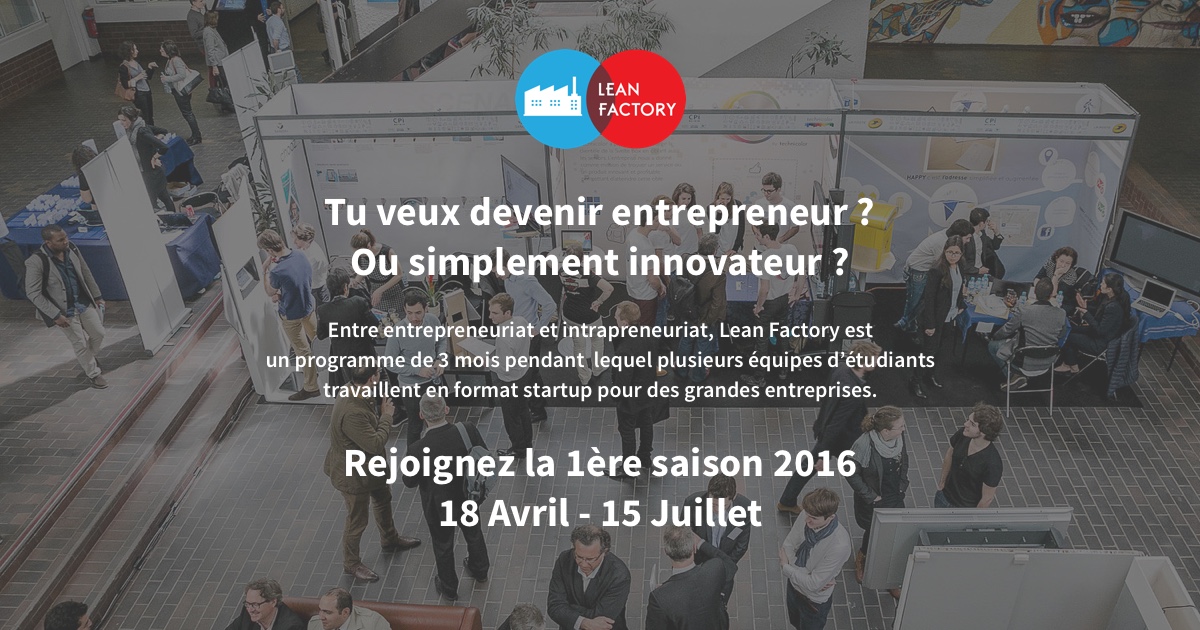 LEAN
FACTORY
Tu veux devenir entrepreneur ?
Ou simplement innovateur ?
Entre entrepreneuriat et intrapreneuriat, Lean Factory est
un programme de 3 mois pendant  lequel plusieurs équipes d’étudiants
travaillent en format startup pour des grandes entreprises.
Rejoignez la 1ère saison 2016
18 Avril - 15 Juillet